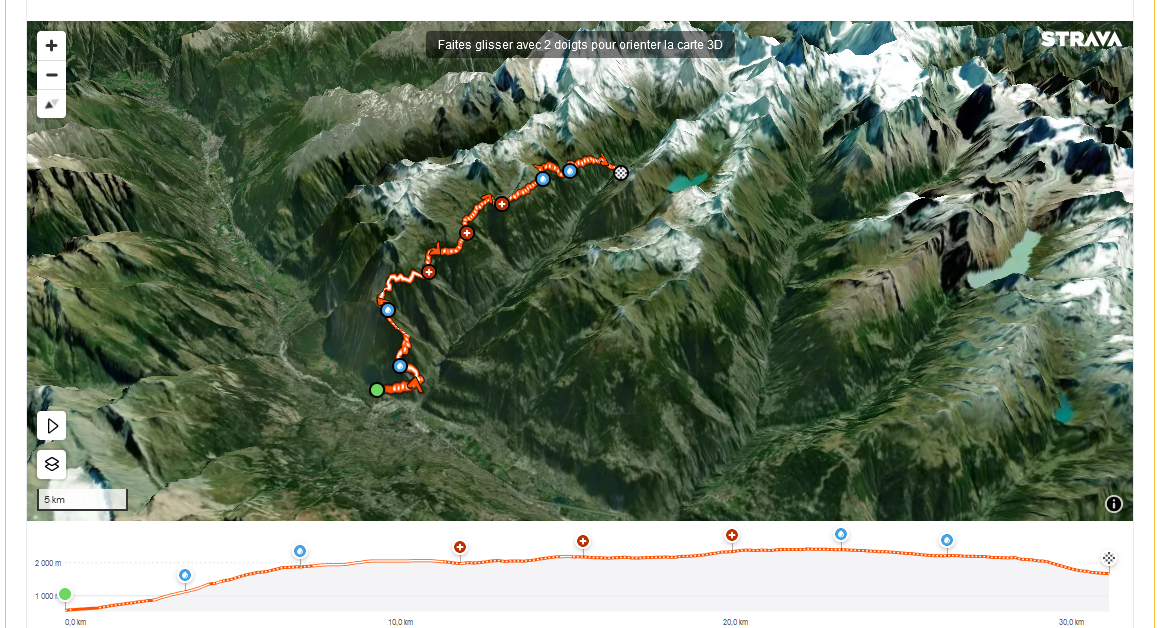 Faites glisser avec 2 doigts pour orienter la carte 3D
STRAVA
5 km
2 000 m
1 000
0,0 km
10,0 km
20,0 km
30,0 km